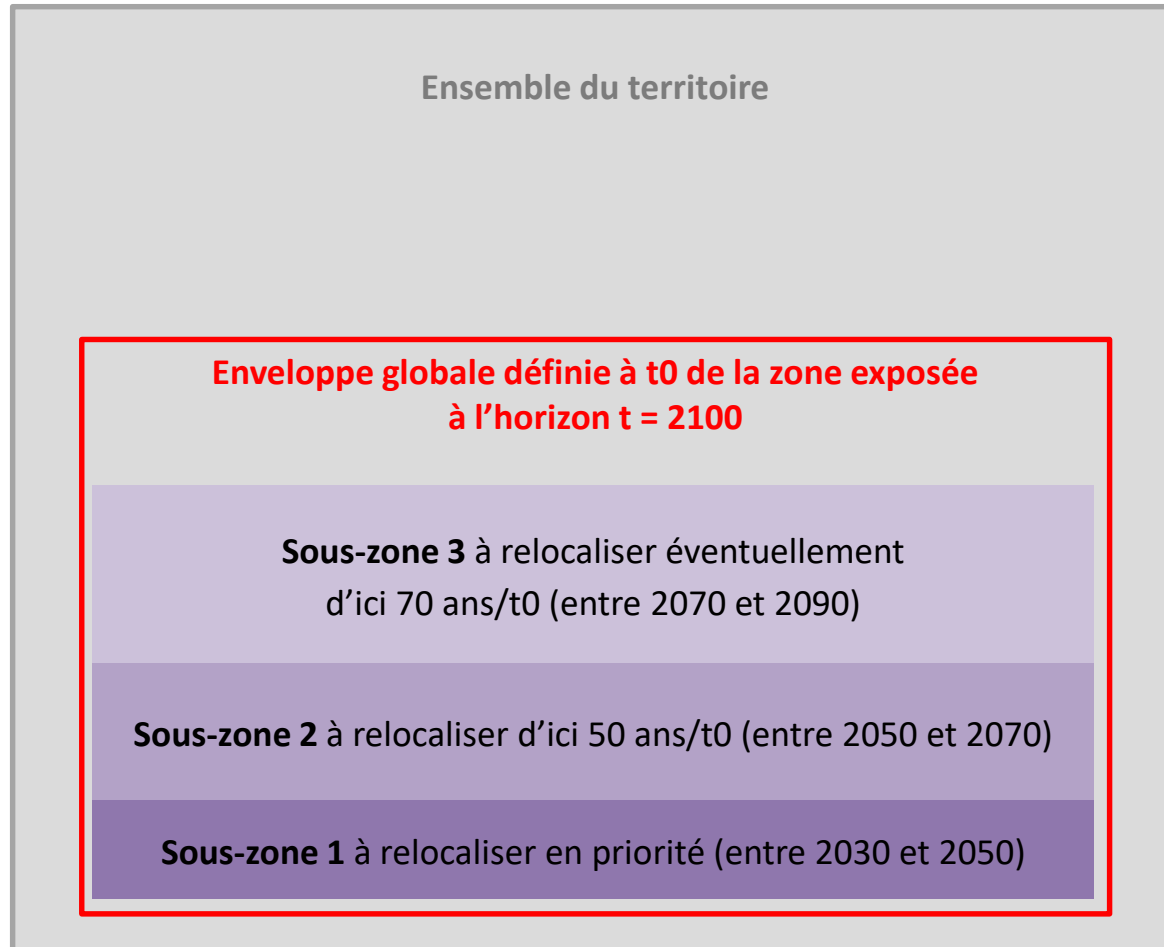 Ensemble du territoire
Enveloppe globale définie à t0 de la zone exposée
à l’horizon t = 2100
Sous-zone 3 à relocaliser éventuellement
d’ici 70 ans/t0 (entre 2070 et 2090)
Sous-zone 2 à relocaliser d’ici 50 ans/t0 (entre 2050 et 2070)
Sous-zone 1 à relocaliser en priorité (entre 2030 et 2050)